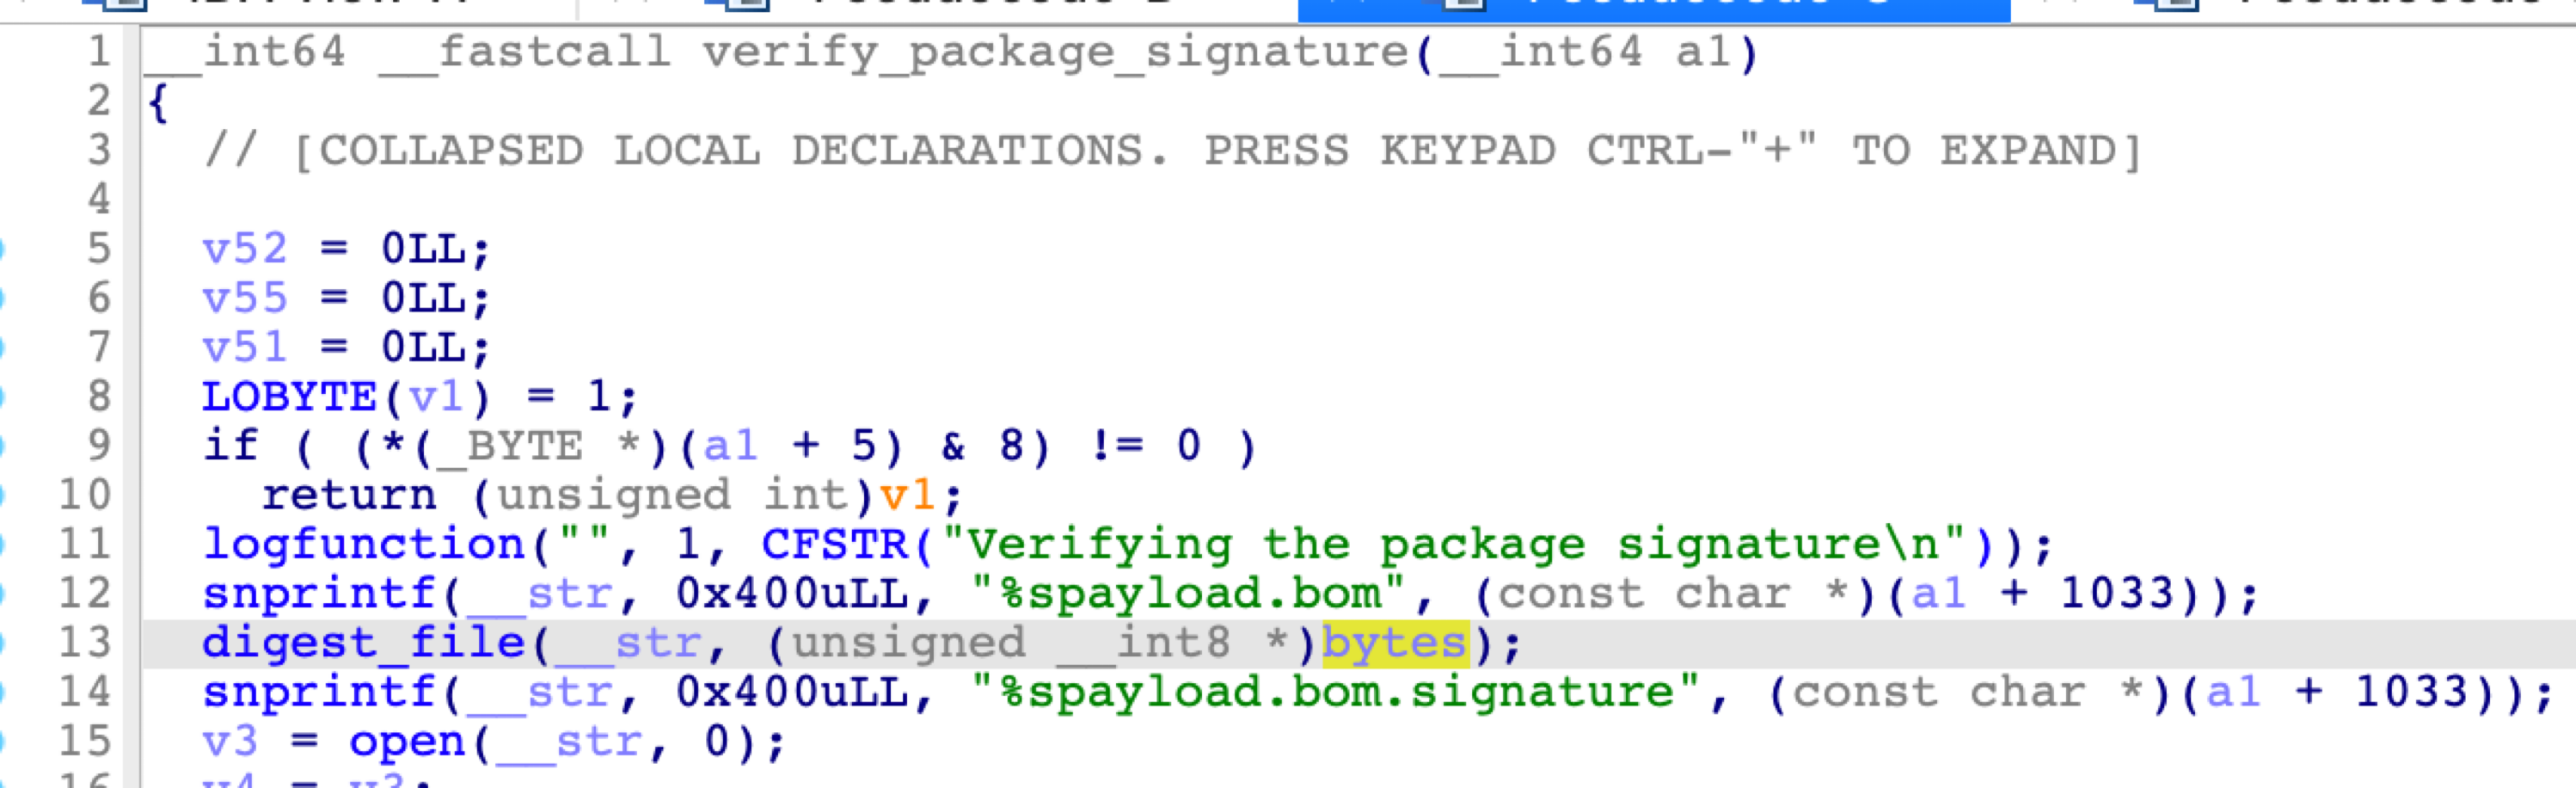 1 __int64 __fastcall verify_package_signature(__int64 a1)
2 {
3 // [COLLAPSED LOCAL DECLARATIONS. PRESS KEYPAD CTRL-"+" TO EXPAND]
4
5 v52 = 0LL;
6 v55 = 0LL;
7 v51 = 0LL;
8 LOBYTE(v1) = 1;
9 if ( (*(_BYTE *)(a1 + 5) & 8) != 0 )
10 return (unsigned int)v1;
11 logfunction("", 1, CFSTR("Verifying the package signature\n"));
12 snprintf(__str, 0x400uLL, "%spayload.bom", (const char *)(a1 + 1033));
13 digest_file(__str, (unsigned __int8 *)bytes);
14 snprintf(__str, 0x400uLL, "%spayload.bom.signature", (const char *)(a1 + 1033));
15 v3 = open(__str, 0);
16 v4 = v3;